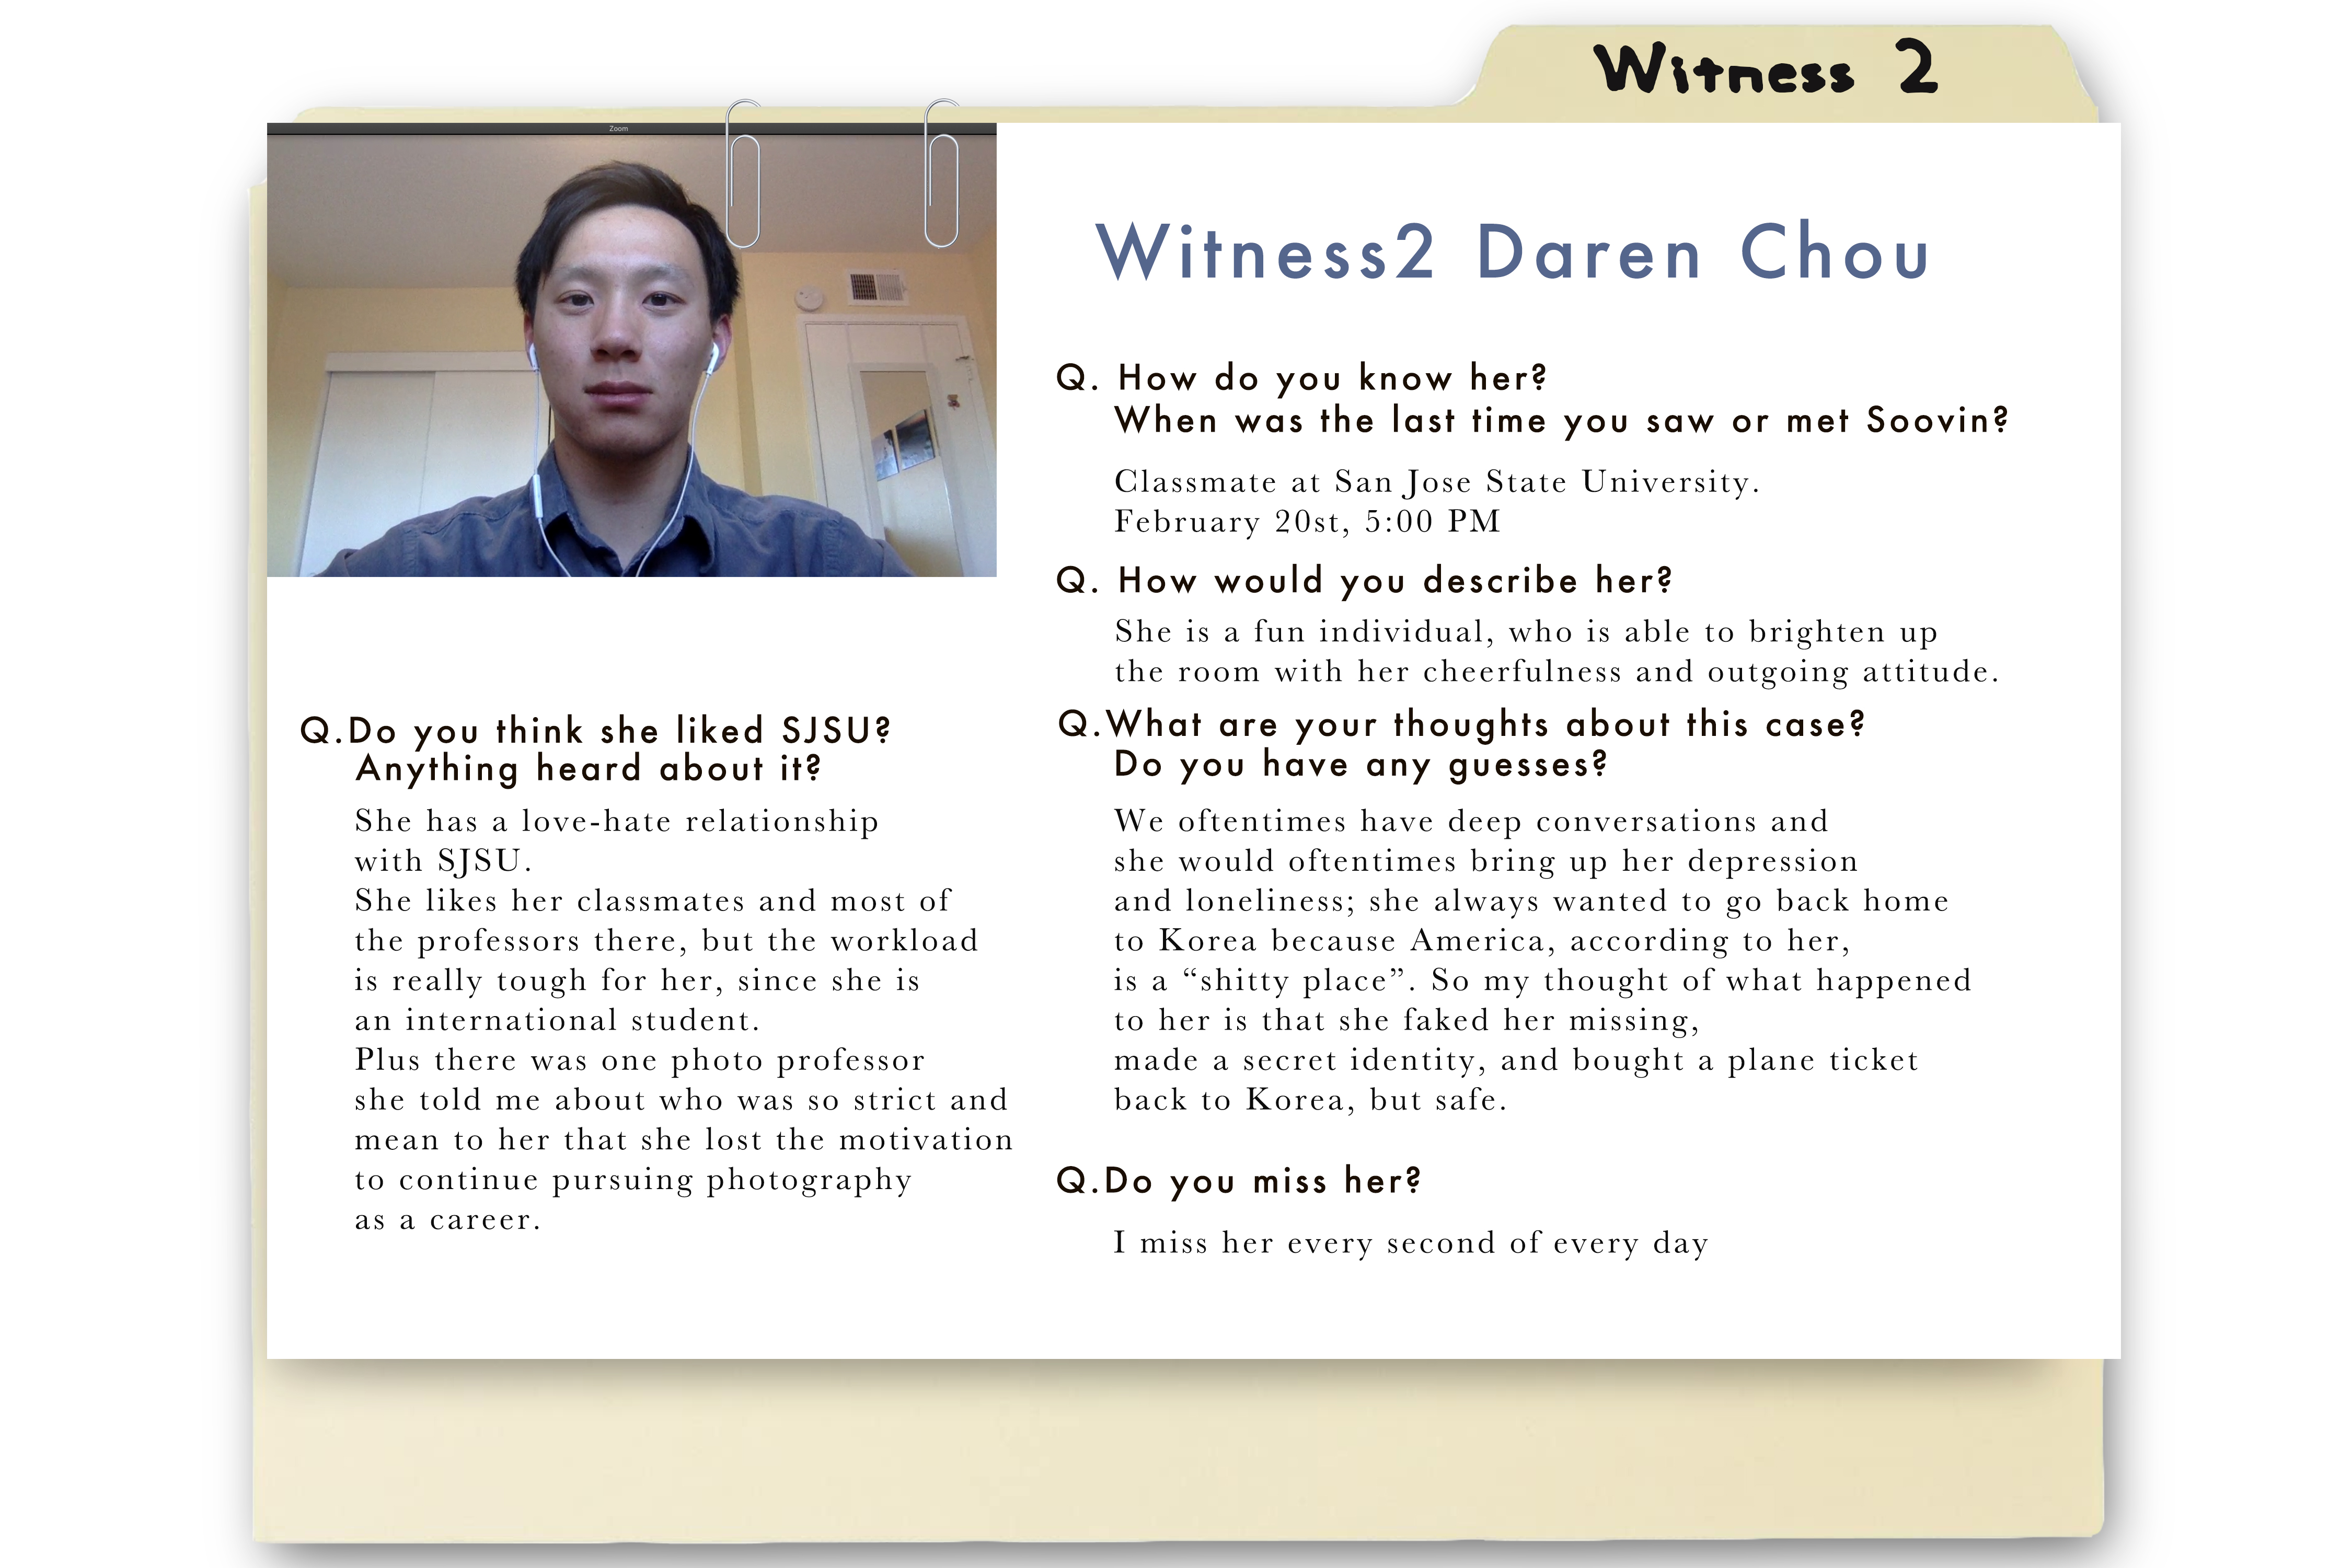 Witness 2
Zoom
Witness2 Daren Chou
Q. How do you know her?
When was the last time you saw or met Soovin?
Classmate at San Jose State University.
February 20st, 5:00 PM
Q. How would you describe her?
She is a fun individual, who is able to brighten up
the room with her cheerfulness and outgoing attitude.
Q.Do you think she liked SJSU?
Anything heard about it?
She has a love-hate relationship
with SJSU.
She likes her classmates and most of
the professors there, but the workload
is really tough for her, since she is
an international student.
Plus there was one photo professor
she told me about who was so strict and
mean to her that she lost the motivation
to continue pursuing photography
as a career.
Q.What are your thoughts about this case?
Do you have any guesses?
We oftentimes have deep conversations and
she would oftentimes bring up her depression
and loneliness; she always wanted to go back home
to Korea because America, according to her,
is a “shitty place”. So my thought of what happened
to her is that she faked her missing,
made a secret identity, and bought a plane ticket
back to Korea, but safe.
Q.Do you miss her?
I miss her every second of every day